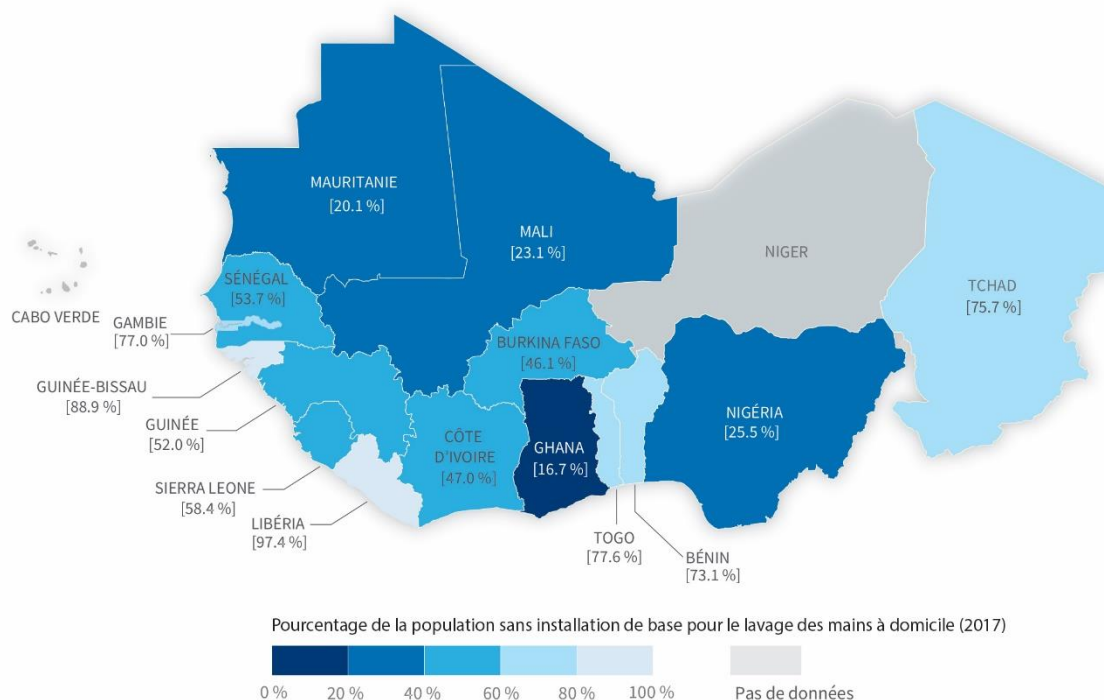 MAURITANIE
[20.1 %]
MALI
[23.1 %]
NIGER
TCHAD
[75.7 %]
SÉNÉGAL
[53.7 %]
CABO VERDE
GAMBIE
[77.0 %]
BURKINA FASO
[46.1 %]
GUINÉE-BISSAU
[88.9 %]
NIGÉRIA
[25.5 %]
GUINÉE
[52.0 %]
CÔTE
D'IVOIRE
[47.0 %]
GHANA
[16.7 %]
SIERRA LEONE
[58.4 %]
LIBÉRIA
[97.4 %]
TOGO
[77.6 %]
BÉNIN
[73.1 %]
Pourcentage de la population sans installation de base pour le lavage des mains à domicile (2017)
0 % 20 % 40 % 60 % 80 % 100 % Pas de données